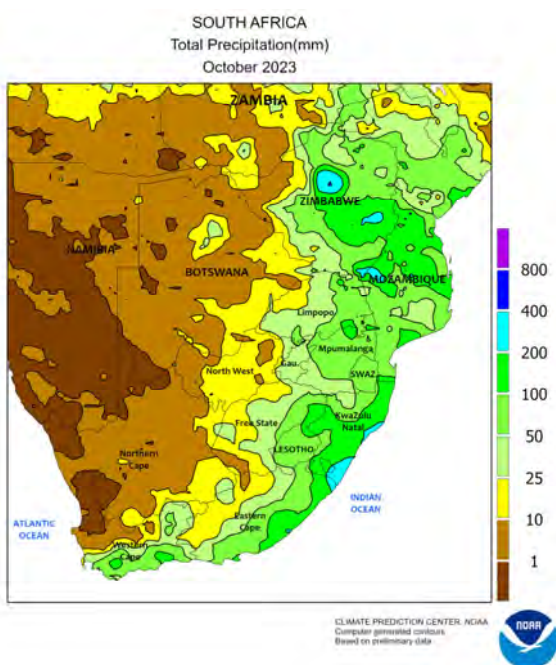 SOUTH AFRICA
Total Precipitation(mm)
October 2023
ZAMBIA
ZIMBABWE
NAMIBIA
BOTSWANA
MOZAMBIQUE
Limpopo
Mpumalanga
North West
Gau.
SWAZ.
KwaZulu
Natal
Free State
LESOTHO
Northern
Cape
Eastern
Cape
Western
Cape
ATLANTIC
OCEAN
INDIAN
OCEAN
800
400
200
100
50
25
10
1
CLIMATE PREDICTION CENTER, NOAA
Computer generated contours
Based on preliminary data
NOAA